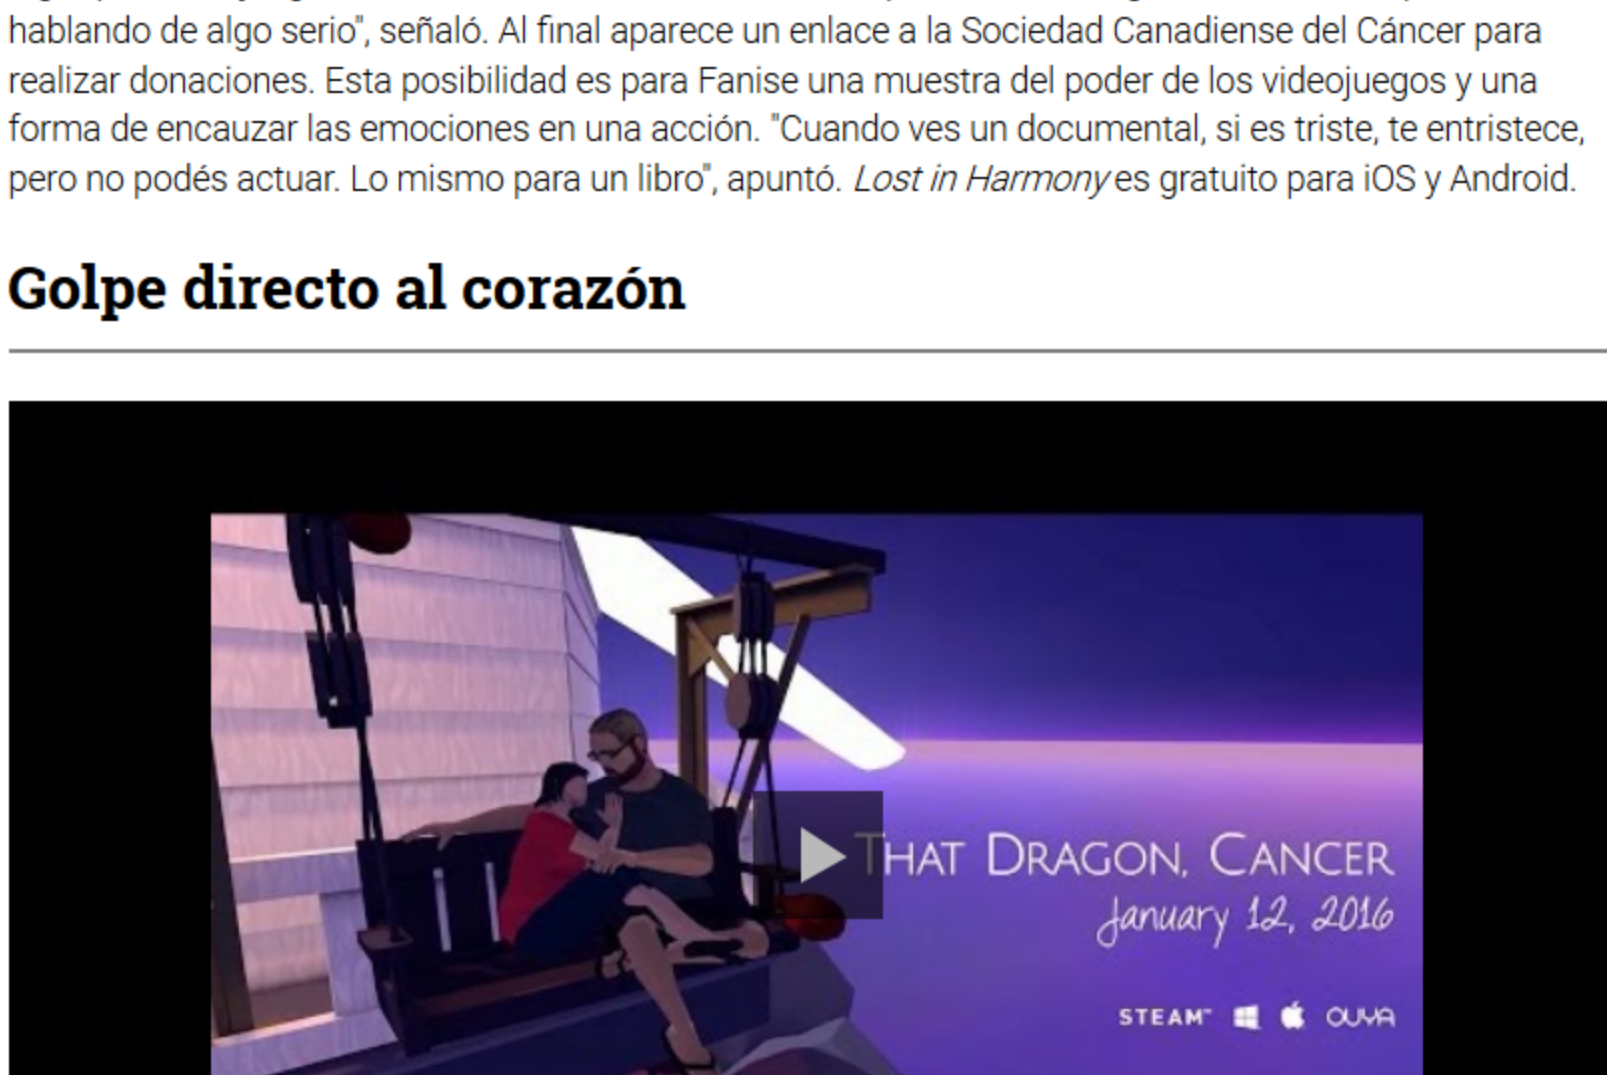 hablando de algo serio", señaló. Al final aparece un enlace a la Sociedad Canadiense del Cáncer para
realizar donaciones. Esta posibilidad es para Fanise una muestra del poder de los videojuegos y una
forma de encauzar las emociones en una acción. "Cuando ves un documental, si es triste, te entristece,
pero no podés actuar. Lo mismo para un libro", apuntó. Lost in Harmony es gratuito para iOS y Android.
Golpe directo al corazón
THAT DRAGON, CANCER
January 12, 2016
STEAM™ OUYA